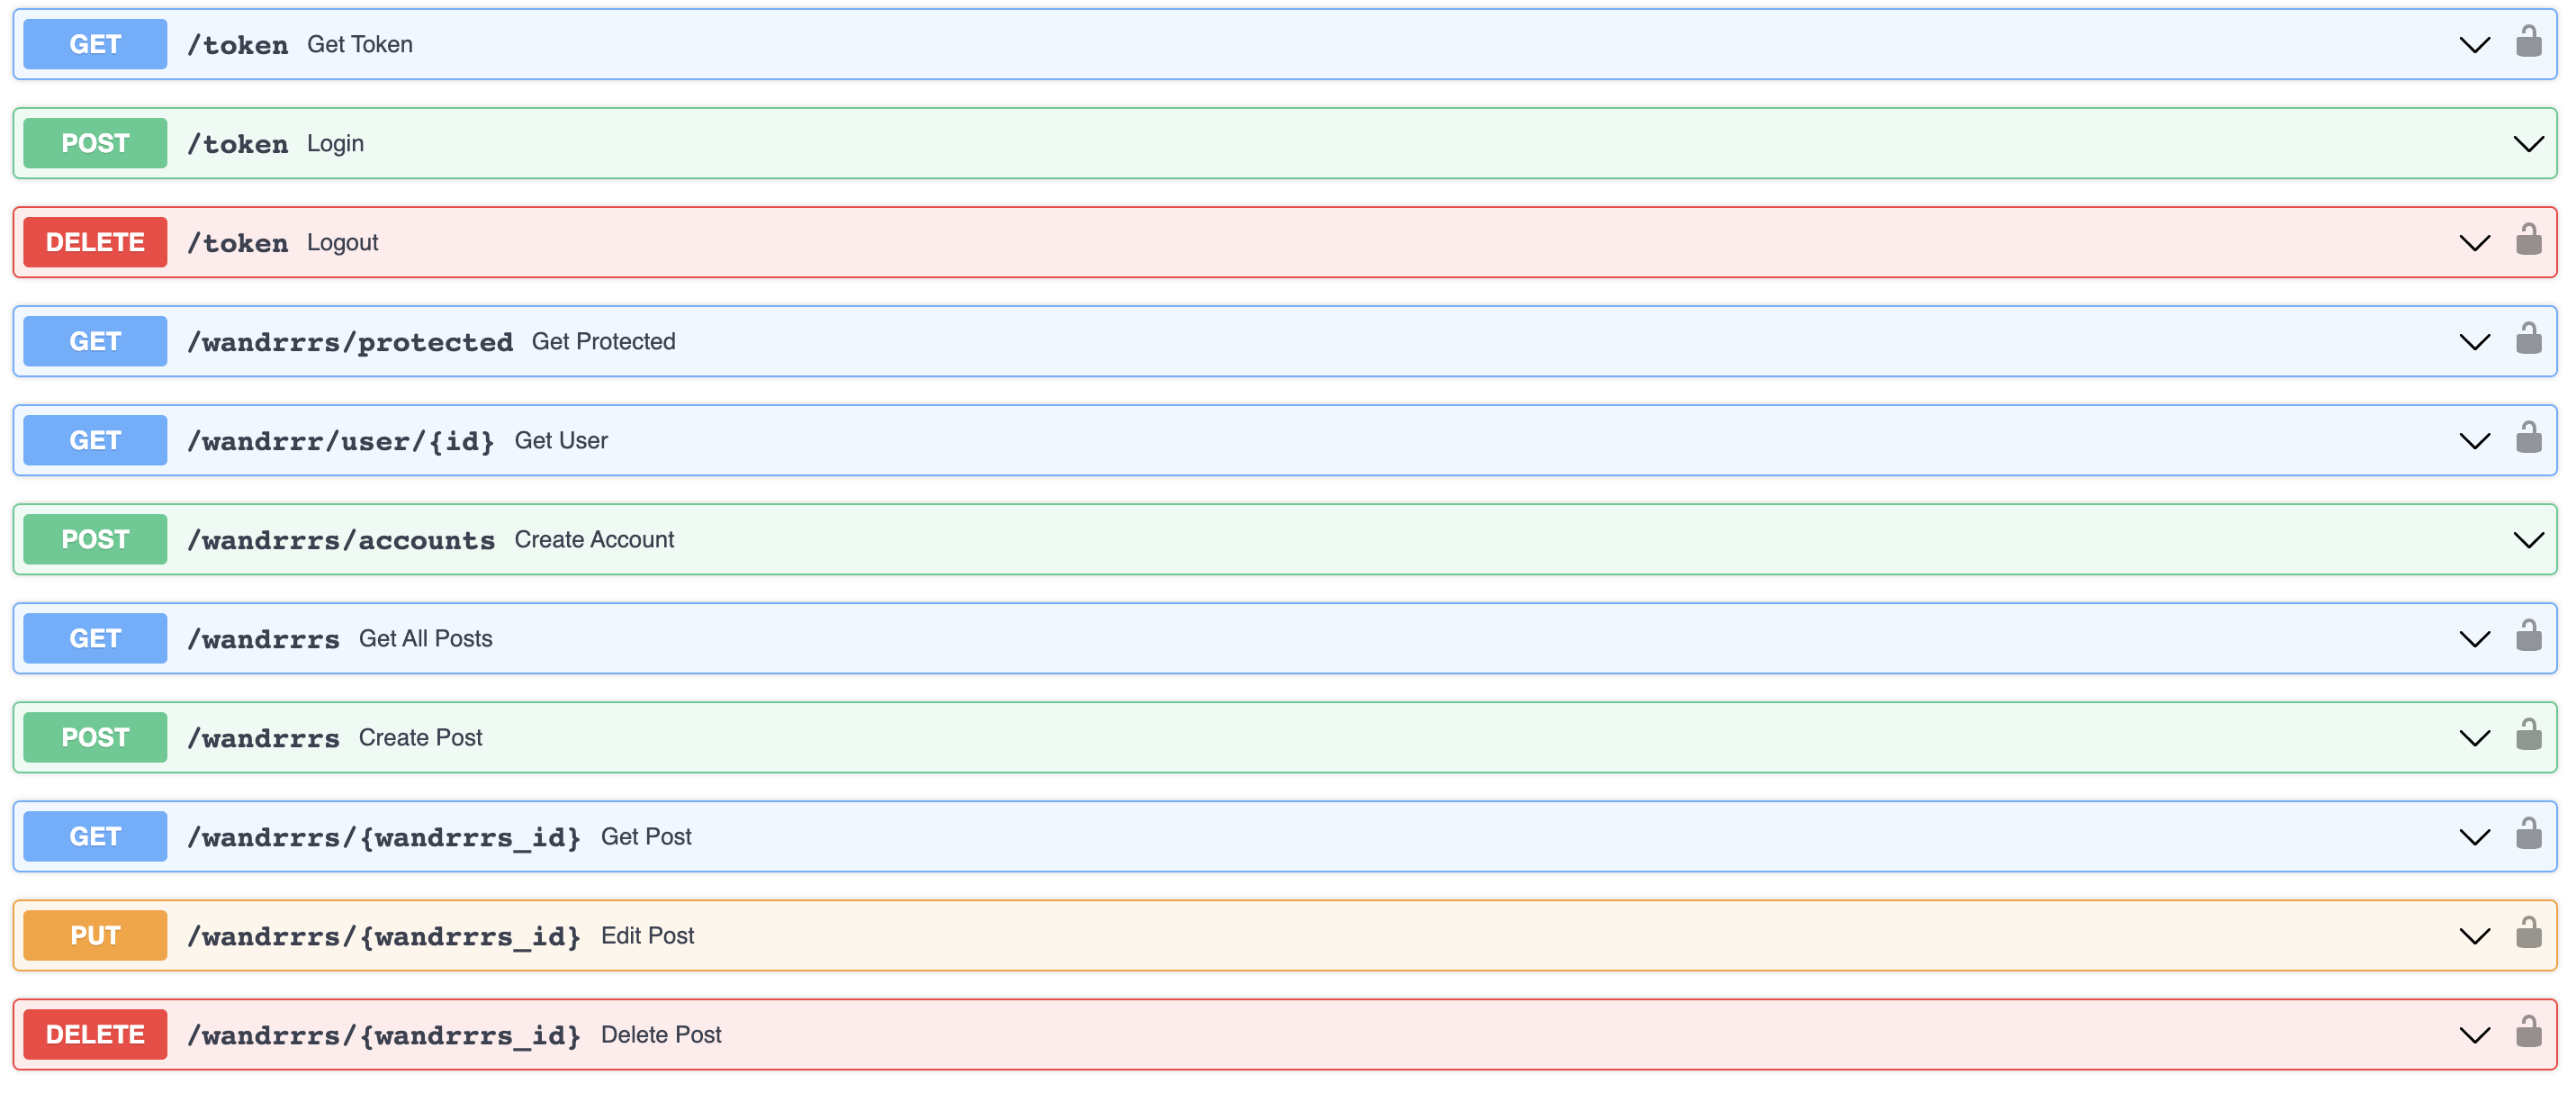 GET /token Get Token
POST /token Login
DELETE /token Logout
GET /wandrrrs/protected Get Protected
GET /wandrrr/user/{id} Get User
POST /wandrrrs/accounts Create Account
GET /wandrrrs Get All Posts
POST /wandrrrs Create Post
GET /wandrrrs/{wandrrrs_id} Get Post
PUT /wandrrrs/{wandrrrs_id} Edit Post
DELETE /wandrrrs/{wandrrrs_id} Delete Post